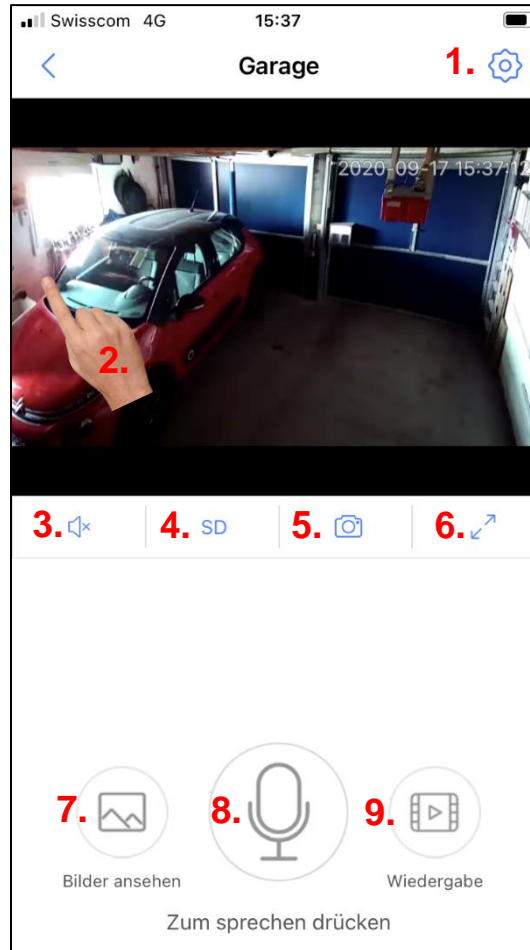 Swisscom 4G 15:37
Garage 1.
2020-09-17 15:37:12
2.
3. 4. SD 5. 6.
7. 8. 9.
Bilder ansehen Wiedergabe
Zum sprechen drücken